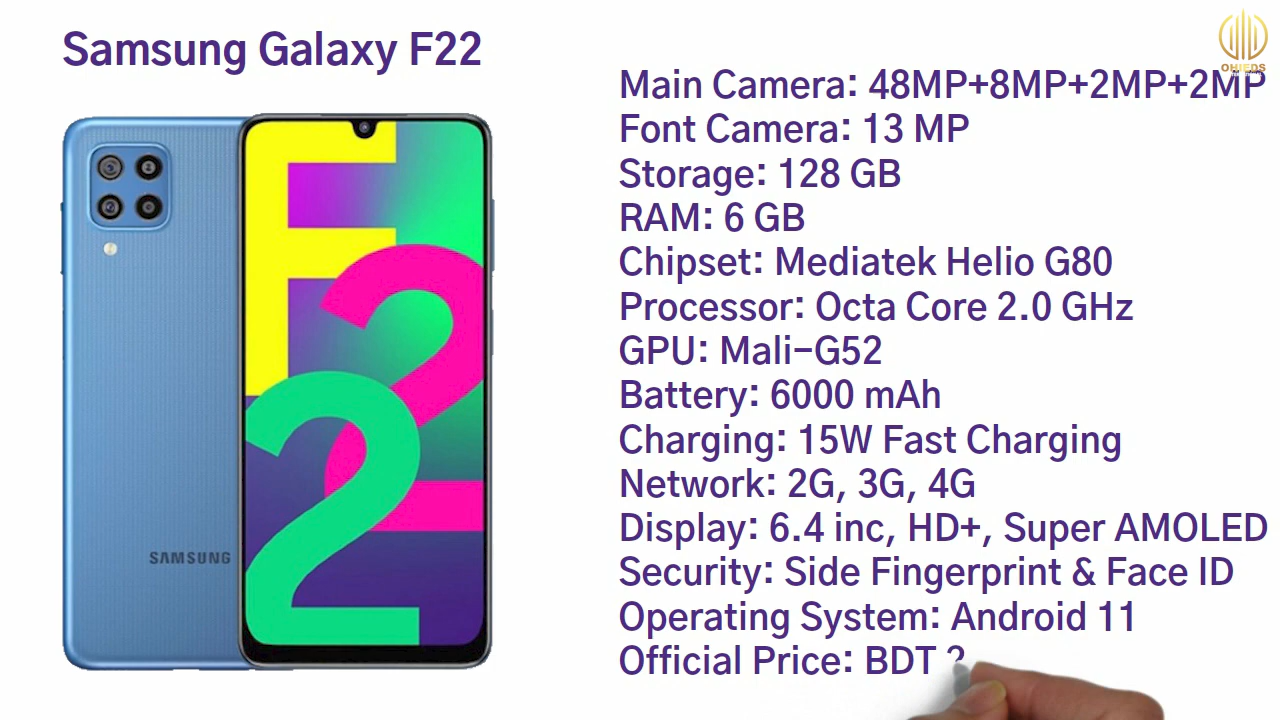 Samsung Galaxy F22
OHIEDS
Main Camera: 48MP+8MP+2MP+2MP
Font Camera: 13 MP
Storage: 128 GB
RAM: 6 GB
Chipset: Mediatek Helio G80
Processor: Octa Core 2.0 GHz
GPU: Mali-G52
Battery: 6000 mAh
Charging: 15W Fast Charging
Network: 2G, 3G, 4G
Display: 6.4 inc, HD+, Super AMOLED
Security: Side Fingerprint & Face ID
Operating System: Android 11
Official Price: BDT
F22
SAMSUNG